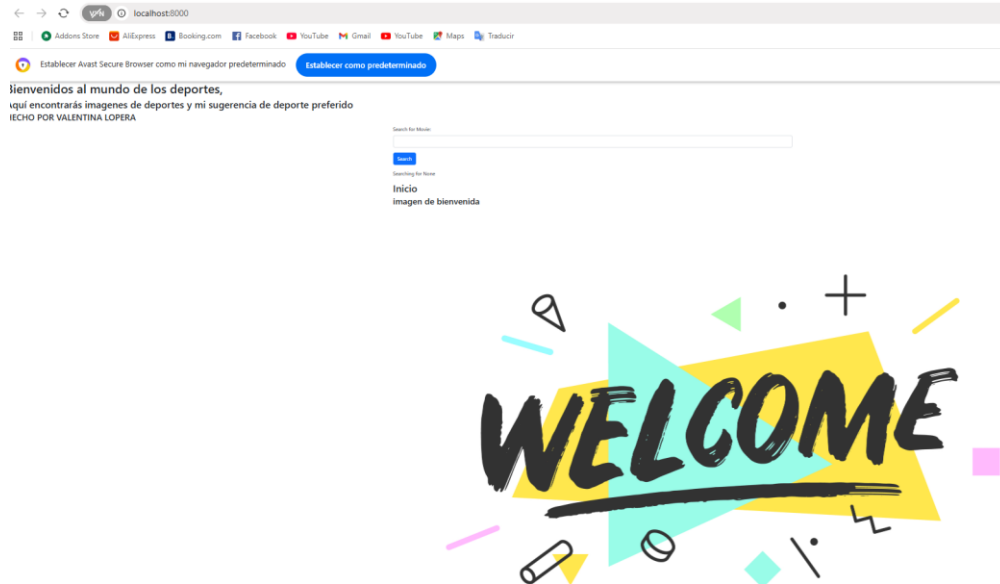 VPN localhost:8000
Addons Store AliExpress B. Booking.com Facebook YouTube Gmail YouTube Maps Traducir
Establecer Avast Secure Browser como mi navegador predeterminado Establecer como predeterminado
Bienvenidos al mundo de los deportes,
Aquí encontrarás imagenes de deportes y mi sugerencia de deporte preferido
HECHO POR VALENTINA LOPERA
Search for Movie:
Search
Searching for None
Inicio
imagen de bienvenida
WELCOME